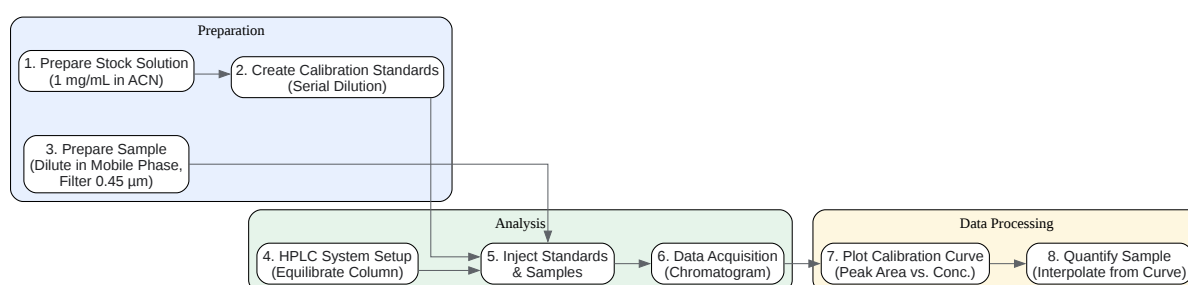 Preparation
1. Prepare Stock Solution
(1 mg/mL in ACN)
2. Create Calibration Standards
(Serial Dilution)
3. Prepare Sample
(Dilute in Mobile Phase,
Filter 0.45 µm)
Analysis
4. HPLC System Setup
(Equilibrate Column)
5. Inject Standards
& Samples
6. Data Acquisition
(Chromatogram)
Data Processing
7. Plot Calibration Curve
(Peak Area vs. Conc.)
8. Quantify Sample
(Interpolate from Curve)